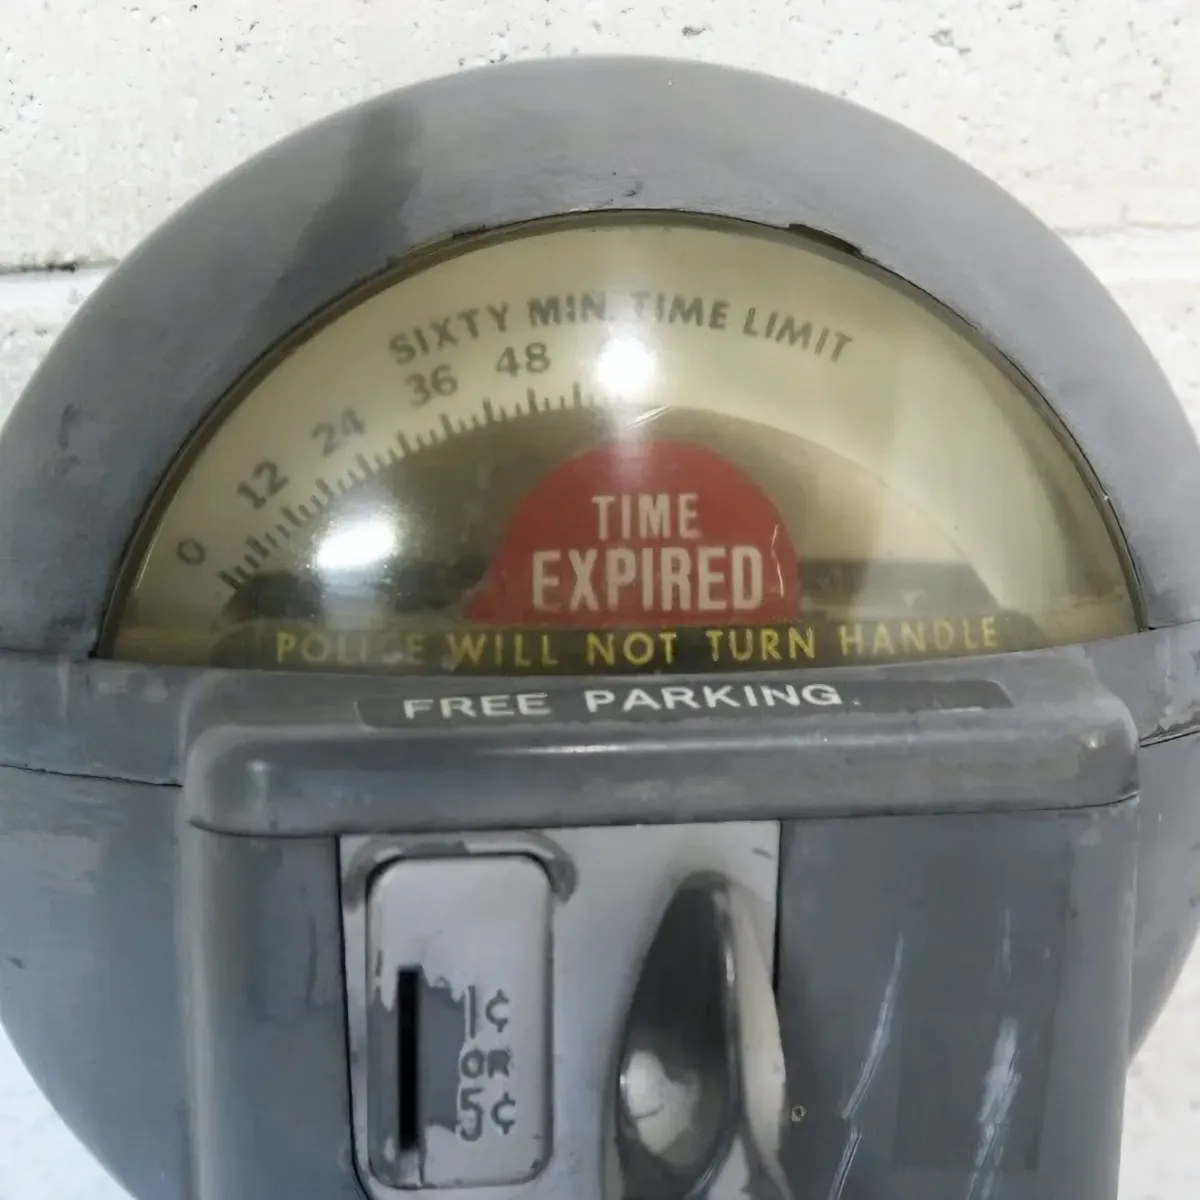 SIXTY MIN. TIME LIMIT
0 12 24 36 48
TIME
EXPIRED
POLICE WILL NOT TURN HANDLE
FREE PARKING
1¢
OR
5¢